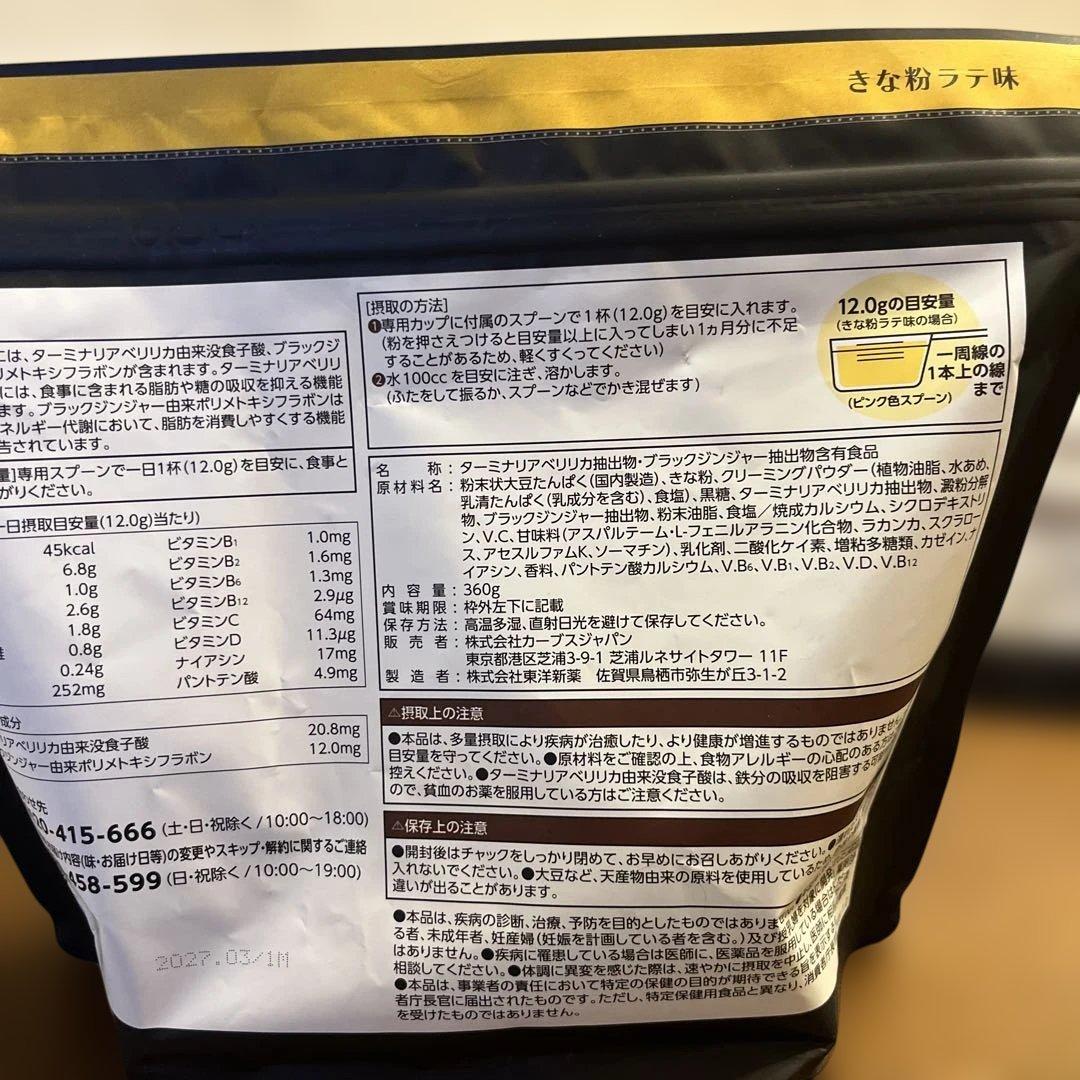 きな粉ラテ味
には、ターミナリアベリリカ由来没食子酸、ブラックジ
リメトキシフラボンが含まれます。ターミナリアベリリ
には、食事に含まれる脂肪や糖の吸収を抑える機能
ます。ブラックジンジャー由来ポリメトキシフラボンは
ネルギー代謝において、脂肪を消費しやすくする機能
告されています。
量]専用スプーンで一日1杯(12.0g)を目安に、食事と
がりください。
一日摂取目安量(12.0g)当たり)
45kcal ビタミンB1 1.0mg
6.8g ビタミンB2 1.6mg
1.0g ビタミンB6 1.3mg
2.6g ビタミンB12 2.9μg
1.8g ビタミンC 64mg
0.8g ビタミンD 11.3μg
0.24g ナイアシン 17mg
252mg パントテン酸 4.9mg
成分
リアベリリカ由来没食子酸 20.8mg
ジンジャー由来ポリメトキシフラボン 12.0mg
わせ先
0-415-666 (土・日・祝除く/10:00〜18:00)
内容(味・お届け日等)の変更やスキップ・解約に関するご連絡
458-599 (日・祝除く/10:00〜19:00)
2027.03/1M
[摂取の方法]
❶専用カップに付属のスプーンで1杯(12.0g)を目安に入れます。
(粉を押さえつけると目安量以上に入ってしまい1ヵ月分に不足
することがあるため、軽くすくってください)
❷水100ccを目安に注ぎ、溶かします。
(ふたをして振るか、スプーンなどでかき混ぜます)
12.0gの目安量
(きな粉ラテ味の場合)
一周線の
1本上の線
まで
(ピンク色スプーン)
名称:ターミナリアベリリカ抽出物・ブラックジンジャー抽出物含有食品
原材料名:粉末状大豆たんぱく(国内製造)、きな粉、クリーミングパウダー(植物油脂、水あめ、
乳清たんぱく(乳成分を含む)、食塩)、黒糖、ターミナリアベリリカ抽出物、澱粉分解
物、ブラックジンジャー抽出物、粉末油脂、食塩/焼成カルシウム、シクロデキストリ
ン、V.C、甘味料(アスパルテーム・L-フェニルアラニン化合物、ラカンカ、スクラロー
ス、アセスルファムK、ソーマチン)、乳化剤、二酸化ケイ素、増粘多糖類、カゼイン、ナ
イアシン、香料、パントテン酸カルシウム、V.B6、V.B1、V.B2、V.D、V.B12
内容量:360g
賞味期限:枠外左下に記載
保存方法:高温多湿、直射日光を避けて保存してください。
販売者:株式会社カーブスジャパン
東京都港区芝浦3-9-1 芝浦ルネサイトタワー 11F
製造者:株式会社東洋新薬 佐賀県鳥栖市弥生が丘3-1-2
⚠摂取上の注意
●本品は、多量摂取により疾病が治癒したり、より健康が増進するものではありません
目安量を守ってください。●原材料をご確認の上、食物アレルギーの心配のある方は
控えください。●ターミナリアベリリカ由来没食子酸は、鉄分の吸収を阻害する可
ので、貧血のお薬を服用している方はご注意ください。
⚠保存上の注意
●開封後はチャックをしっかり閉めて、お早めにお召しあがりください。●
入れないでください。●大豆など、天産物由来の原料を使用しているため
違いが出ることがあります。
●本品は、疾病の診断、治療、予防を目的としたものではありま
る者、未成年者、妊産婦(妊娠を計画している者を含む。)及び授
はありません。●疾病に罹患している場合は医師に、医薬品を服用している場合は
相談してください。●体調に異変を感じた際は、速やかに摂取を中止し、
●本品は、事業者の責任において特定の保健の目的が期待できる旨を表示
者庁長官に届出されたものです。ただし、特定保健用食品と異なり、消費者
を受けたものではありません。